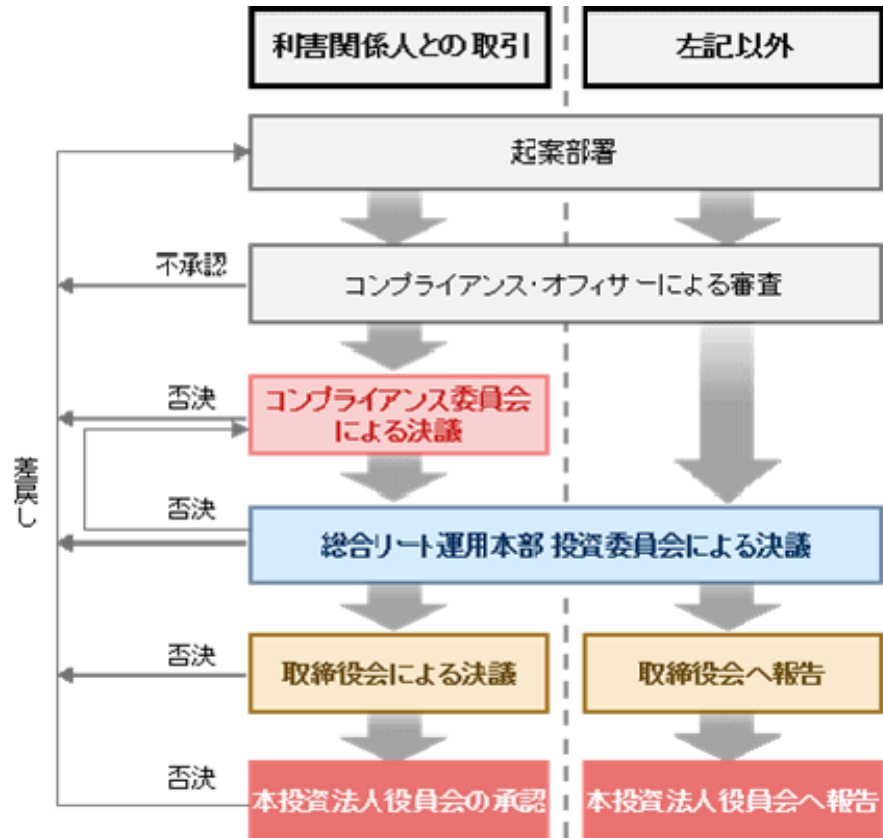 利害関係人との取引
左記以外
起案部署
不承認
コンプライアンス・オフィサーによる審査
否決
コンプライアンス委員会
による決議
差戻し
否決
総合リート運用本部 投資委員会による決議
否決
取締役会による決議
取締役会へ報告
否決
本投資法人役員会の承認
本投資法人役員会へ報告